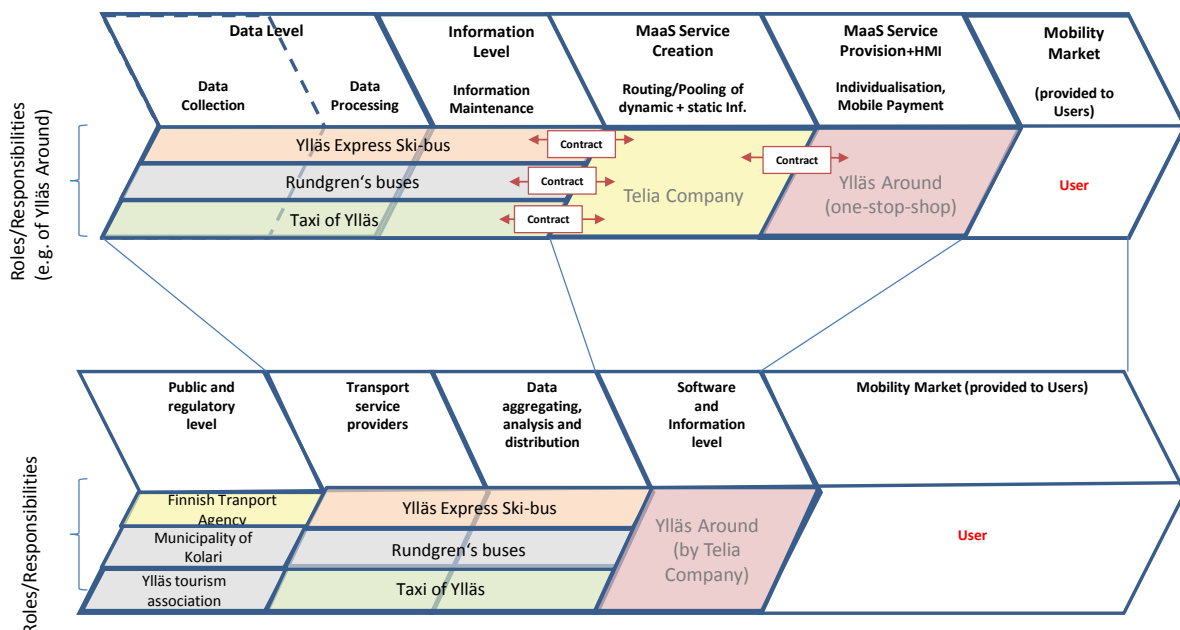 Data Level
Information
Level
MaaS Service
Creation
MaaS Service
Provision+HMI
Mobility
Market
Data
Collection
Data
Processing
Information
Maintenance
Routing/Pooling of
dynamic + static Inf.
Individualisation,
Mobile Payment
(provided to
Users)
Roles/Responsibilities
(e.g. of Ylläs Around)
Ylläs Express Ski-bus
Rundgren‘s buses
Taxi of Ylläs
Contract
Contract
Contract
Contract
Telia Company
Ylläs Around
(one-stop-shop)
User
Public and
regulatory
level
Transport
service
providers
Data
aggregating,
analysis and
distribution
Software
and
Information
level
Mobility Market (provided to Users)
Roles/Responsibilities
Finnish Tranport
Agency
Municipality of
Kolari
Ylläs tourism
association
Ylläs Express Ski-bus
Rundgren‘s buses
Taxi of Ylläs
Ylläs Around
(by Telia
Company)
User